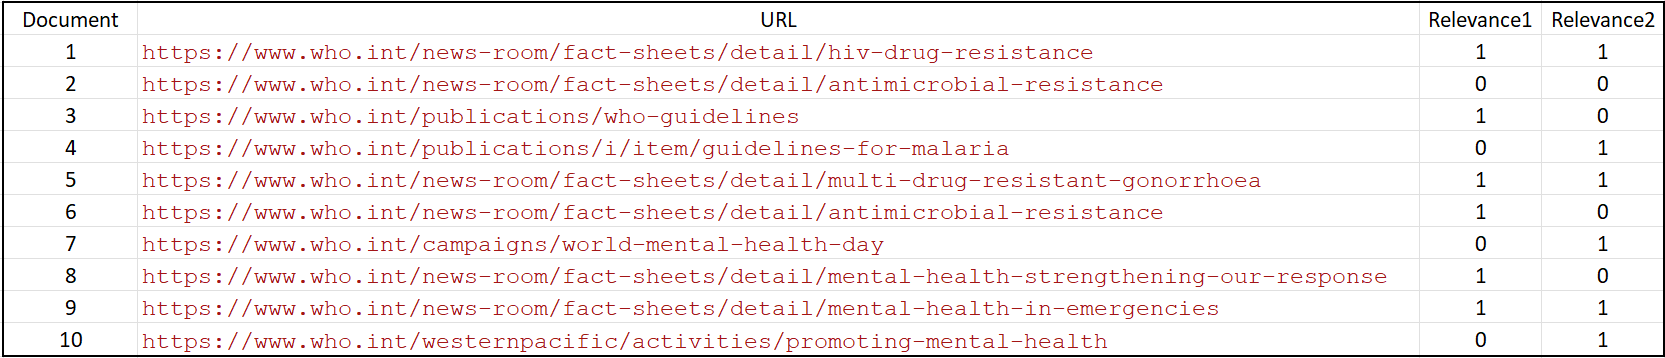 Document URL Relevance1 Relevance2
1 https://www.who.int/news-room/fact-sheets/detail/hiv-drug-resistance 1 1
2 https://www.who.int/news-room/fact-sheets/detail/antimicrobial-resistance 0 0
3 https://www.who.int/publications/who-guidelines 1 0
4 https://www.who.int/publications/i/item/guidelines-for-malaria 0 1
5 https://www.who.int/news-room/fact-sheets/detail/multi-drug-resistant-gonorrhoea 1 1
6 https://www.who.int/news-room/fact-sheets/detail/antimicrobial-resistance 1 0
7 https://www.who.int/campaigns/world-mental-health-day 0 1
8 https://www.who.int/news-room/fact-sheets/detail/mental-health-strengthening-our-response 1 0
9 https://www.who.int/news-room/fact-sheets/detail/mental-health-in-emergencies 1 1
10 https://www.who.int/westernpacific/activities/promoting-mental-health 0 1